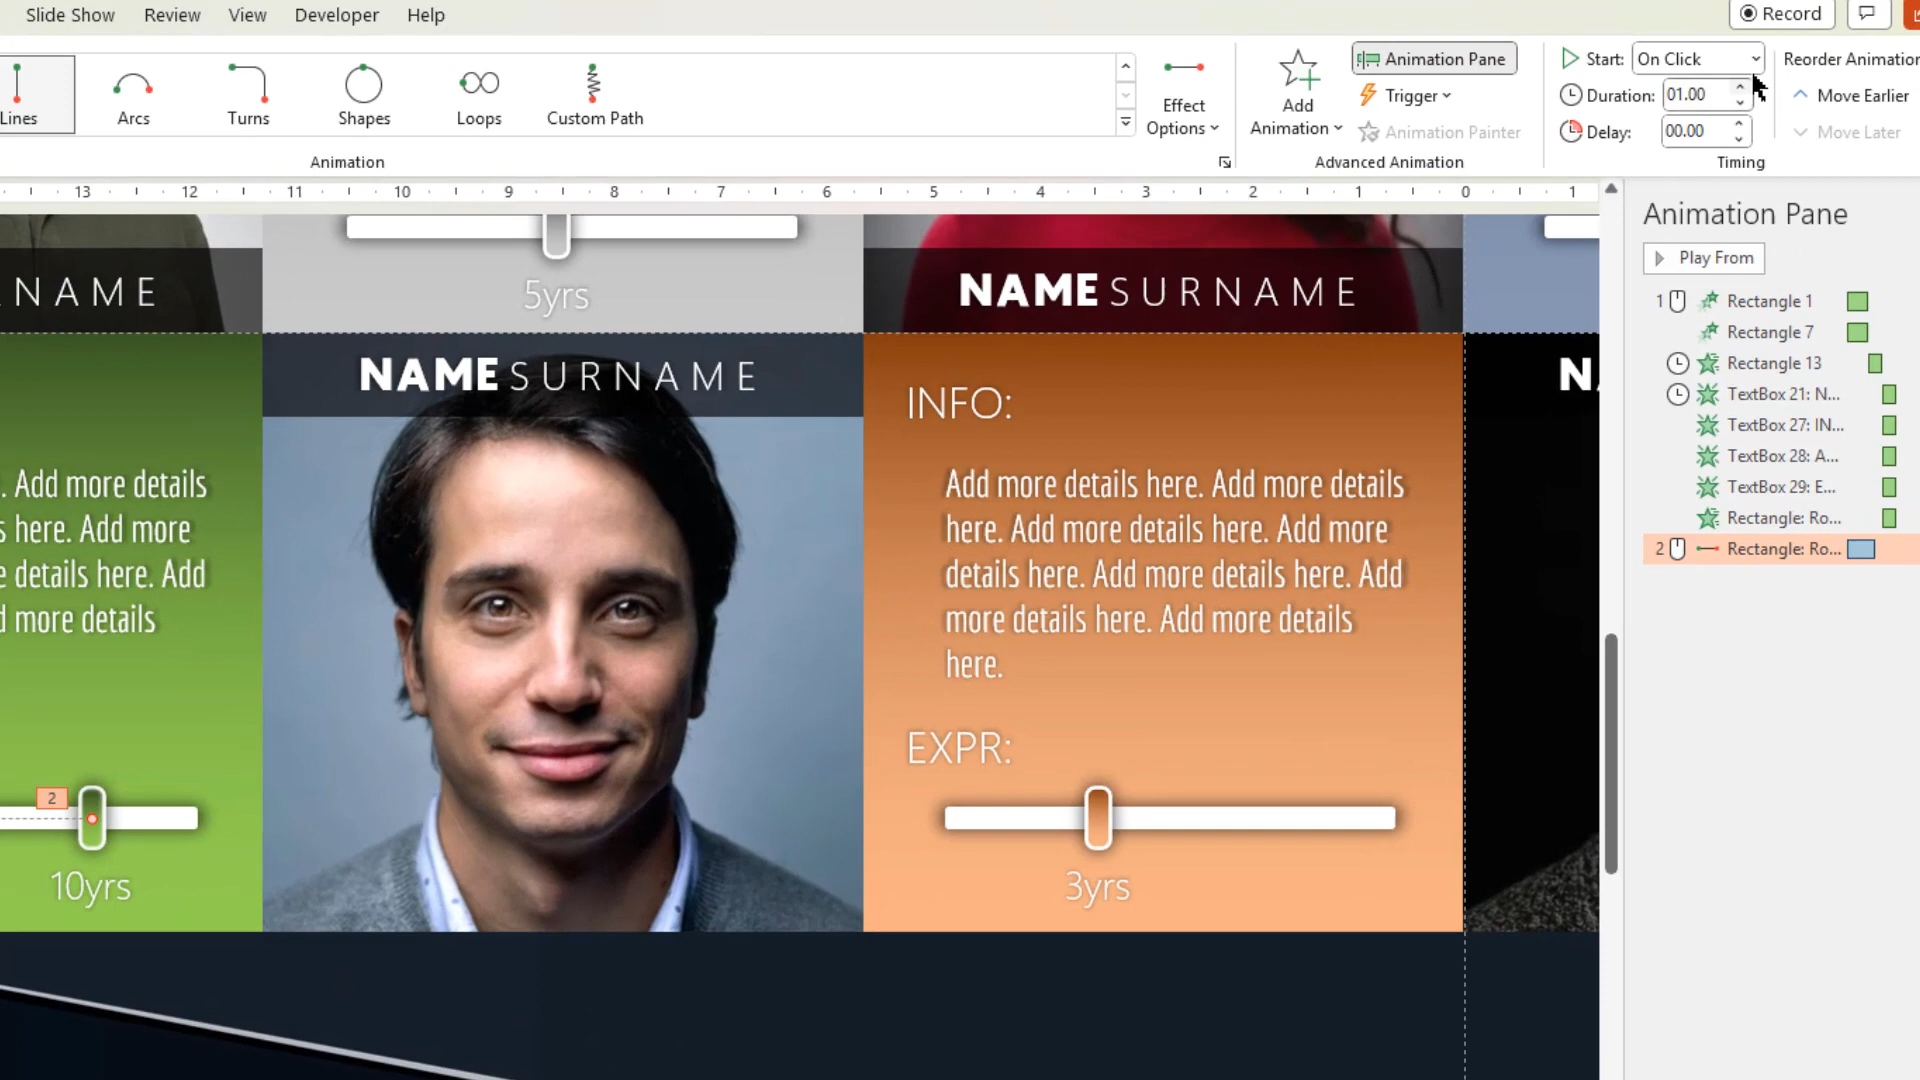 Slide Show Review View Developer Help Record
Lines Arcs Turns Shapes Loops Custom Path
Effect Options
Add Animation
Animation Pane
Trigger
Animation Painter
Start: On Click
Duration: 01.00
Delay: 00.00
Reorder Animation
Move Earlier
Move Later
Animation Advanced Animation Timing
13 12 11 10 9 8 7 6 5 4 3 2 1 0 1
Animation Pane
Play From
1 Rectangle 1
Rectangle 7
Rectangle 13
TextBox 21: N...
TextBox 27: IN...
TextBox 28: A...
TextBox 29: E...
Rectangle: Ro...
2 Rectangle: Ro...
RNAME
5yrs
NAME SURNAME
. Add more details
s here. Add more
e details here. Add
d more details
2
10yrs
NAME SURNAME
INFO:
Add more details here. Add more details
here. Add more details here. Add more
details here. Add more details here. Add
more details here. Add more details
here.
EXPR:
3yrs
N